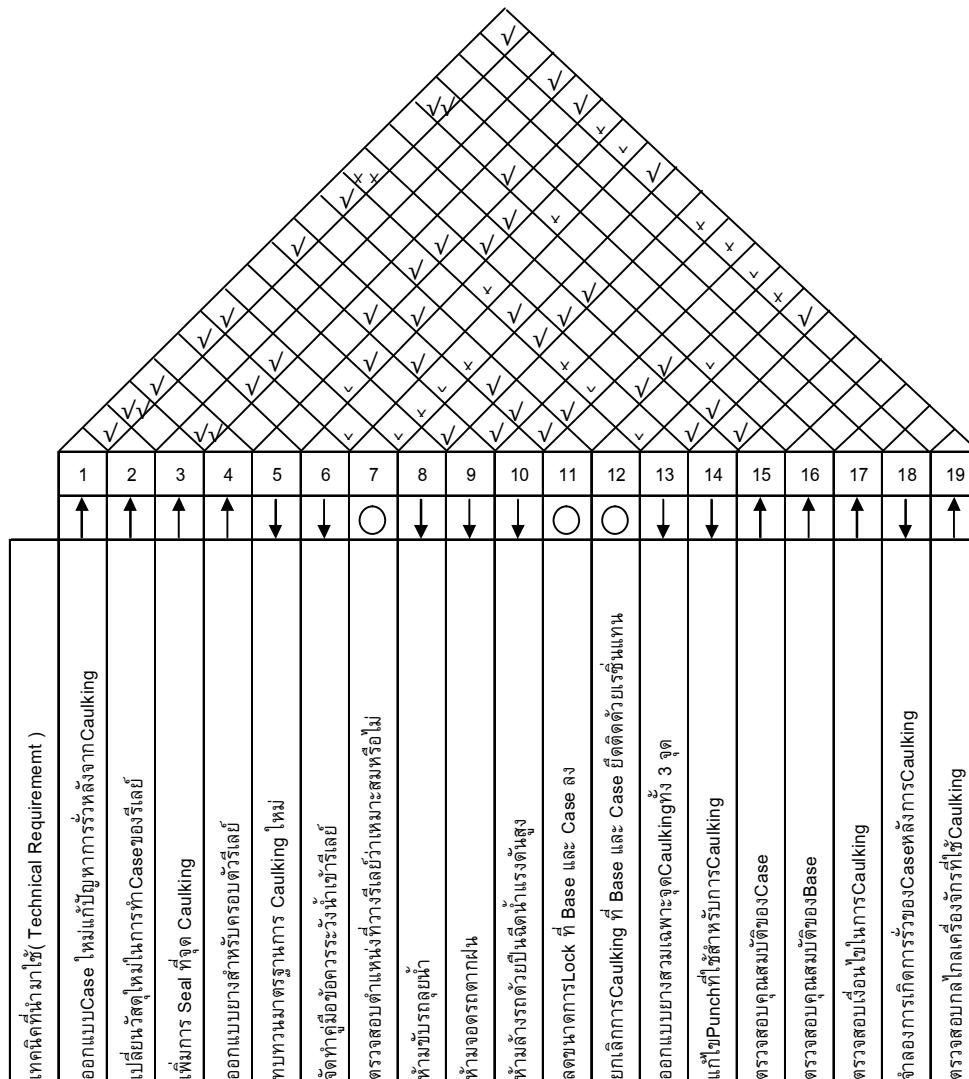 1 2 3 4 5 6 7 8 9 10 11 12 13 14 15 16 17 18 19
เทคนิคที่นำมาใช้( Technical Requirememt )
ออกแบบCase ใหม่แก้ปัญหาการรั่วหลังจากCaulking
เปลี่ยนวัสดุใหม่ในการทำCaseของรีเลย์
เพิ่มการ Seal ที่จุด Caulking
ออกแบบยางสำหรับครอบตัวรีเลย์
ทบทวนมาตรฐานการ Caulking ใหม่
จัดทำคู่มือข้อควรระวังน้ำเข้ารีเลย์
ตรวจสอบตำแหน่งที่วางรีเลย์ว่าเหมาะสมหรือไม่
ห้ามขับรถลุยน้ำ
ห้ามจอดรถตากฝน
ห้ามล้างรถด้วยปืนฉีดน้ำแรงดันสูง
ลดขนาดการLock ที่ Base และ Case ลง
ยกเลิกการCaulking ที่ Base และ Case ยึดติดด้วยเรซิ่นแทน
ออกแบบยางสวมเฉพาะจุดCaulkingทั้ง 3 จุด
แก้ไขPunchที่ใช้สำหรับการCaulking
ตรวจสอบคุณสมบัติของCase
ตรวจสอบคุณสมบัติของBase
ตรวจสอบเงื่อนไขในการCaulking
จำลองการเกิดการรั่วของCaseหลังการCaulking
ตรวจสอบกลไกเครื่องจักรที่ใช้Caulking